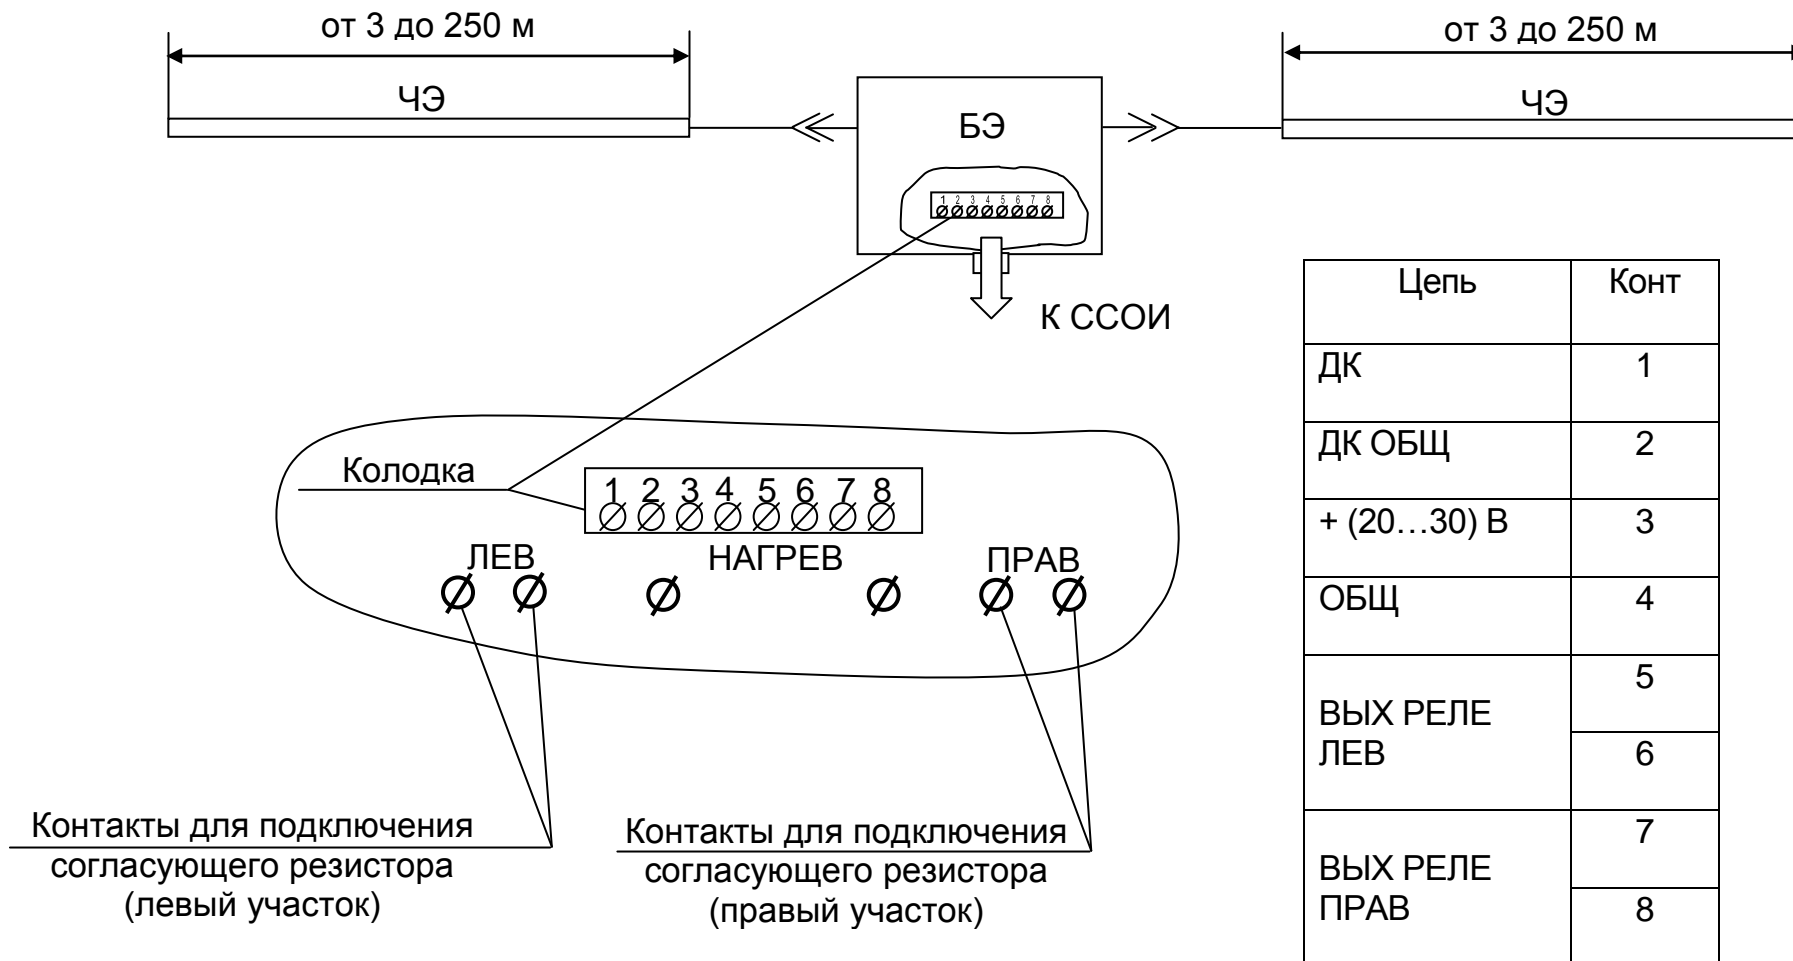 от 3 до 250 м
от 3 до 250 м
ЧЭ
ЧЭ
БЭ
1 2 3 4 5 6 7 8
К ССОИ
Цепь Конт
ДК 1
ДК ОБЩ 2
+ (20...30) В 3
ОБЩ 4
ВЫХ РЕЛЕ
ЛЕВ
5
6
ВЫХ РЕЛЕ
ПРАВ
7
8
Колодка
1 2 3 4 5 6 7 8
ЛЕВ НАГРЕВ ПРАВ
Контакты для подключения
согласующего резистора
(левый участок)
Контакты для подключения
согласующего резистора
(правый участок)